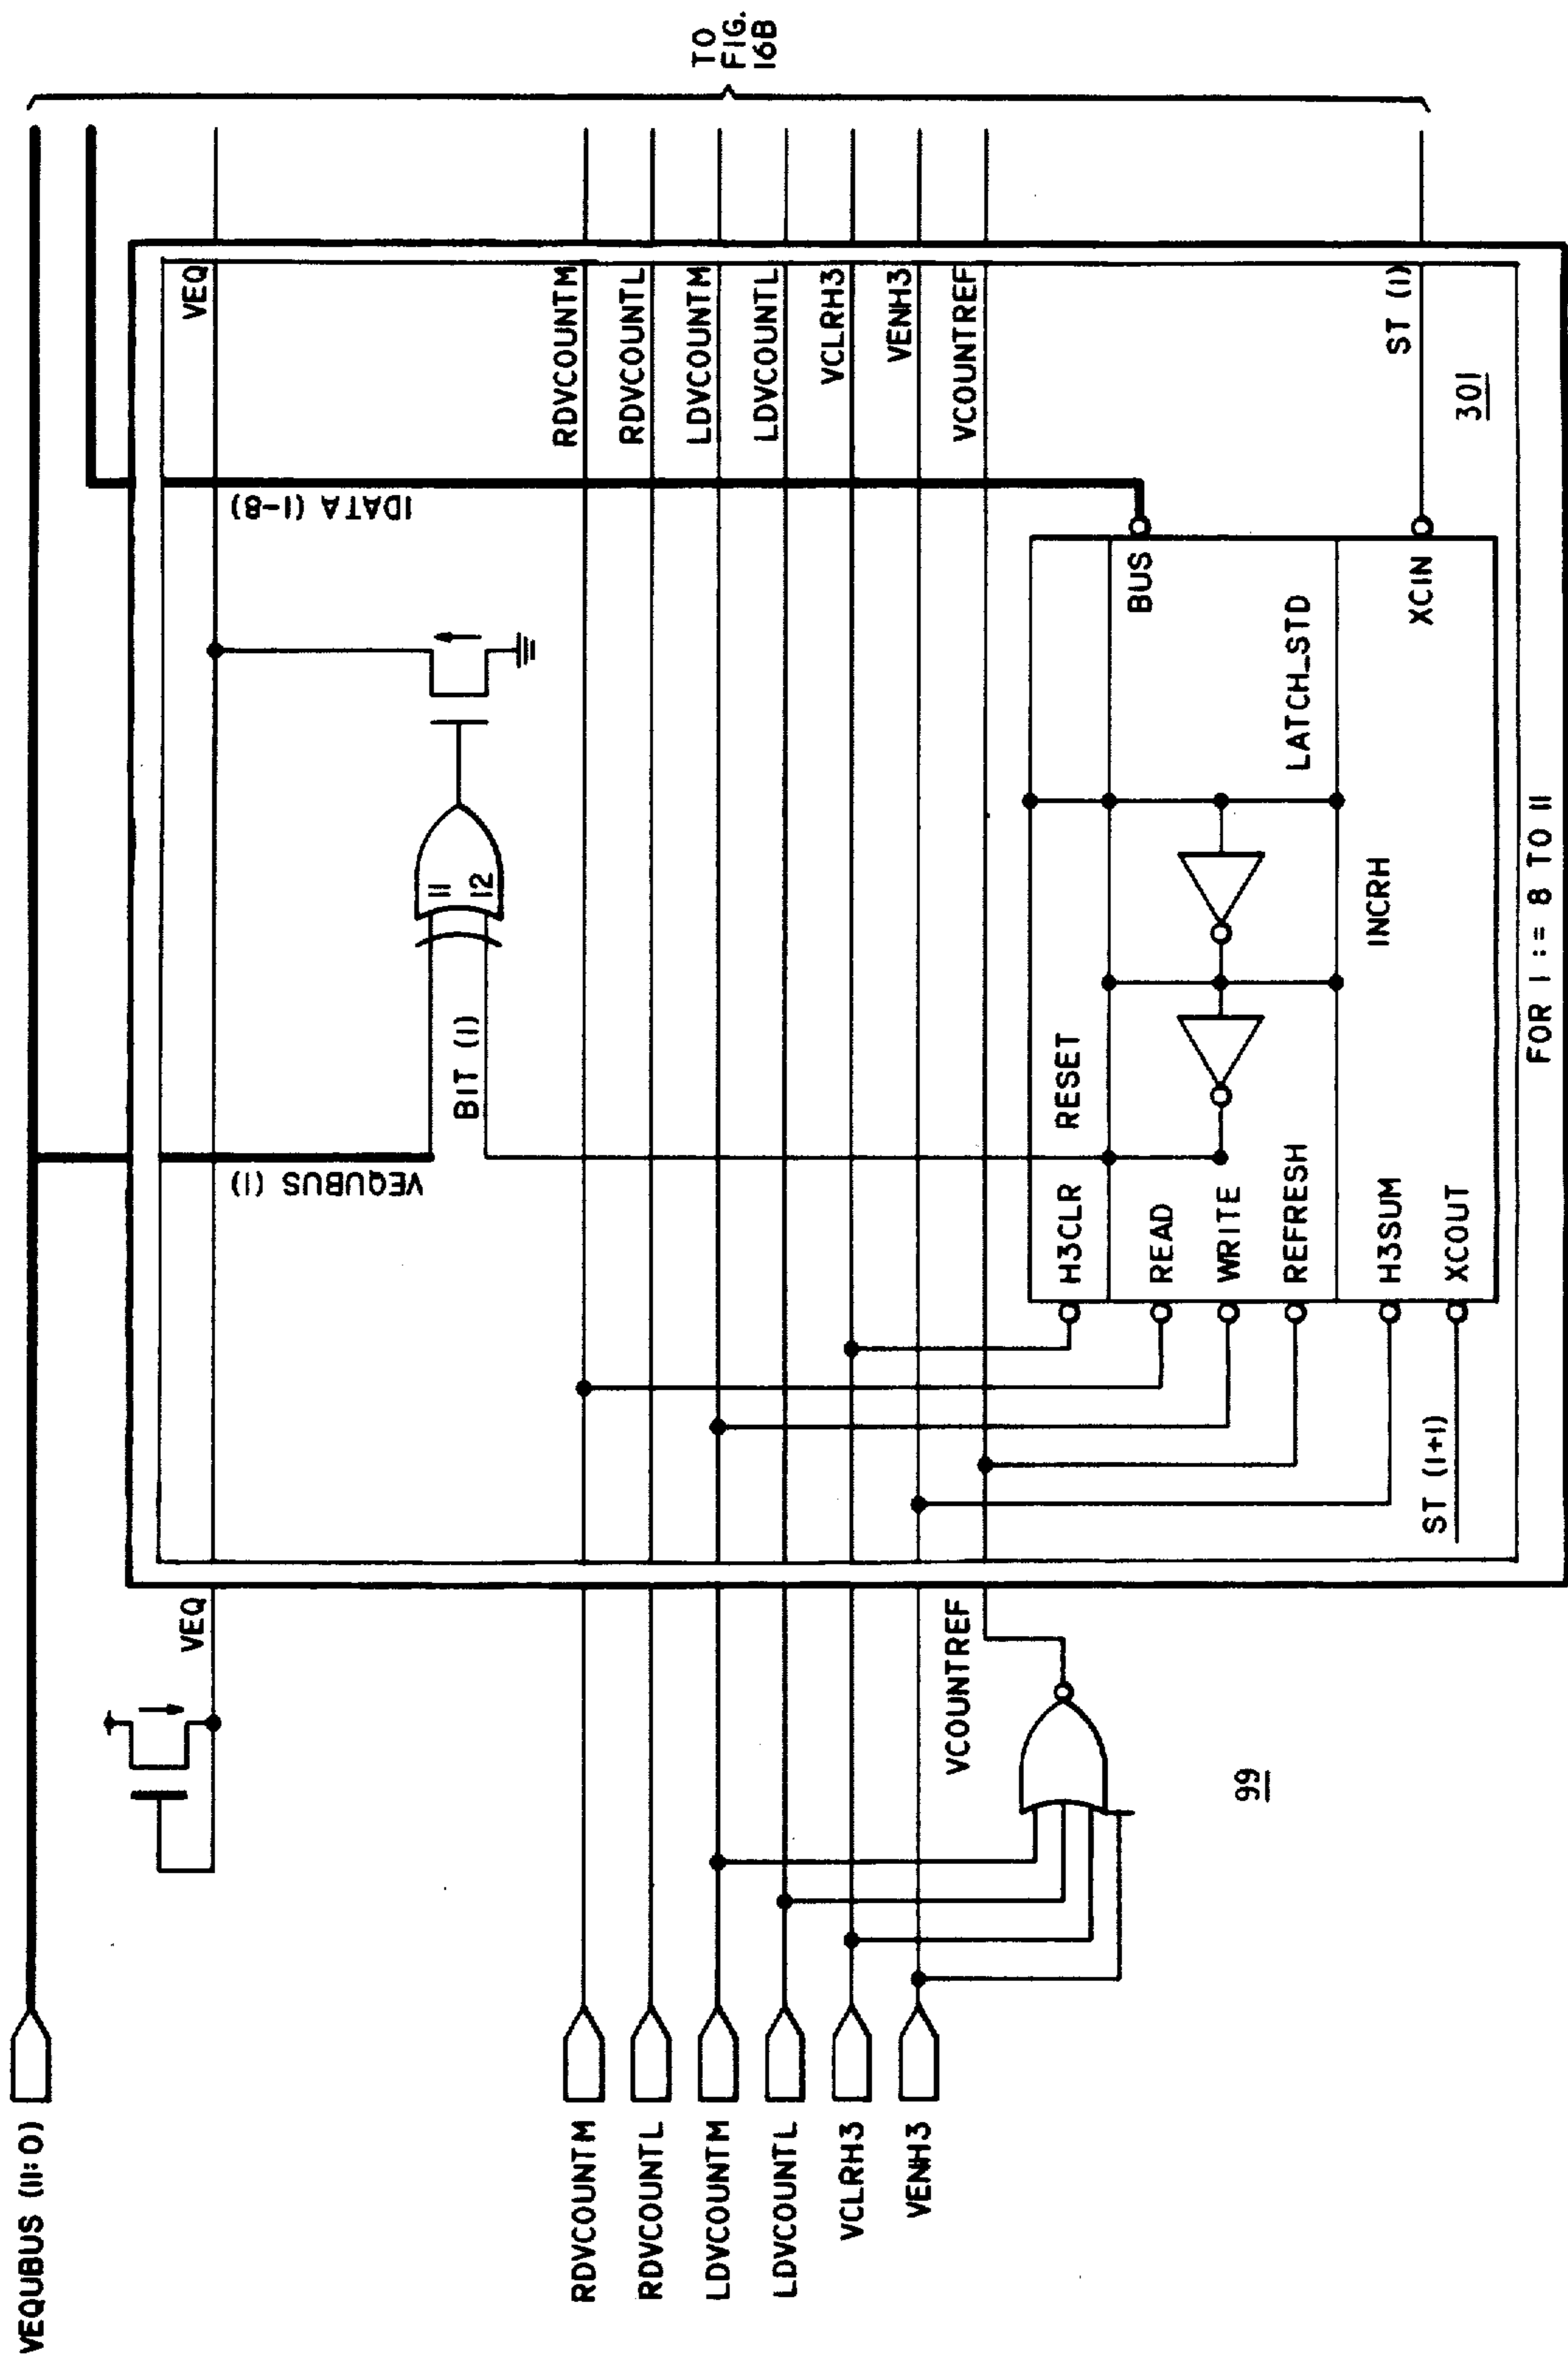 TO
FIG.
16B
VEQUBUS (11:0)
VEQ
VEQ
VEQUBUS (I)
IDATA (I-8)
BIT (I)
I1
I2
RDVCOUNTM
RDVCOUNTM
RDVCOUNTL
RDVCOUNTL
LDVCOUNTM
LDVCOUNTM
LDVCOUNTL
LDVCOUNTL
VCLRH3
VCLRH3
VENH3
VENH3
VCOUNTREF
VCOUNTREF
99
H3CLR
RESET
READ
WRITE
REFRESH
BUS
LATCH_STD
H3SUM
INCRH
XCOUT
XCIN
ST (I+1)
ST (I)
301
FOR I := 8 TO 11